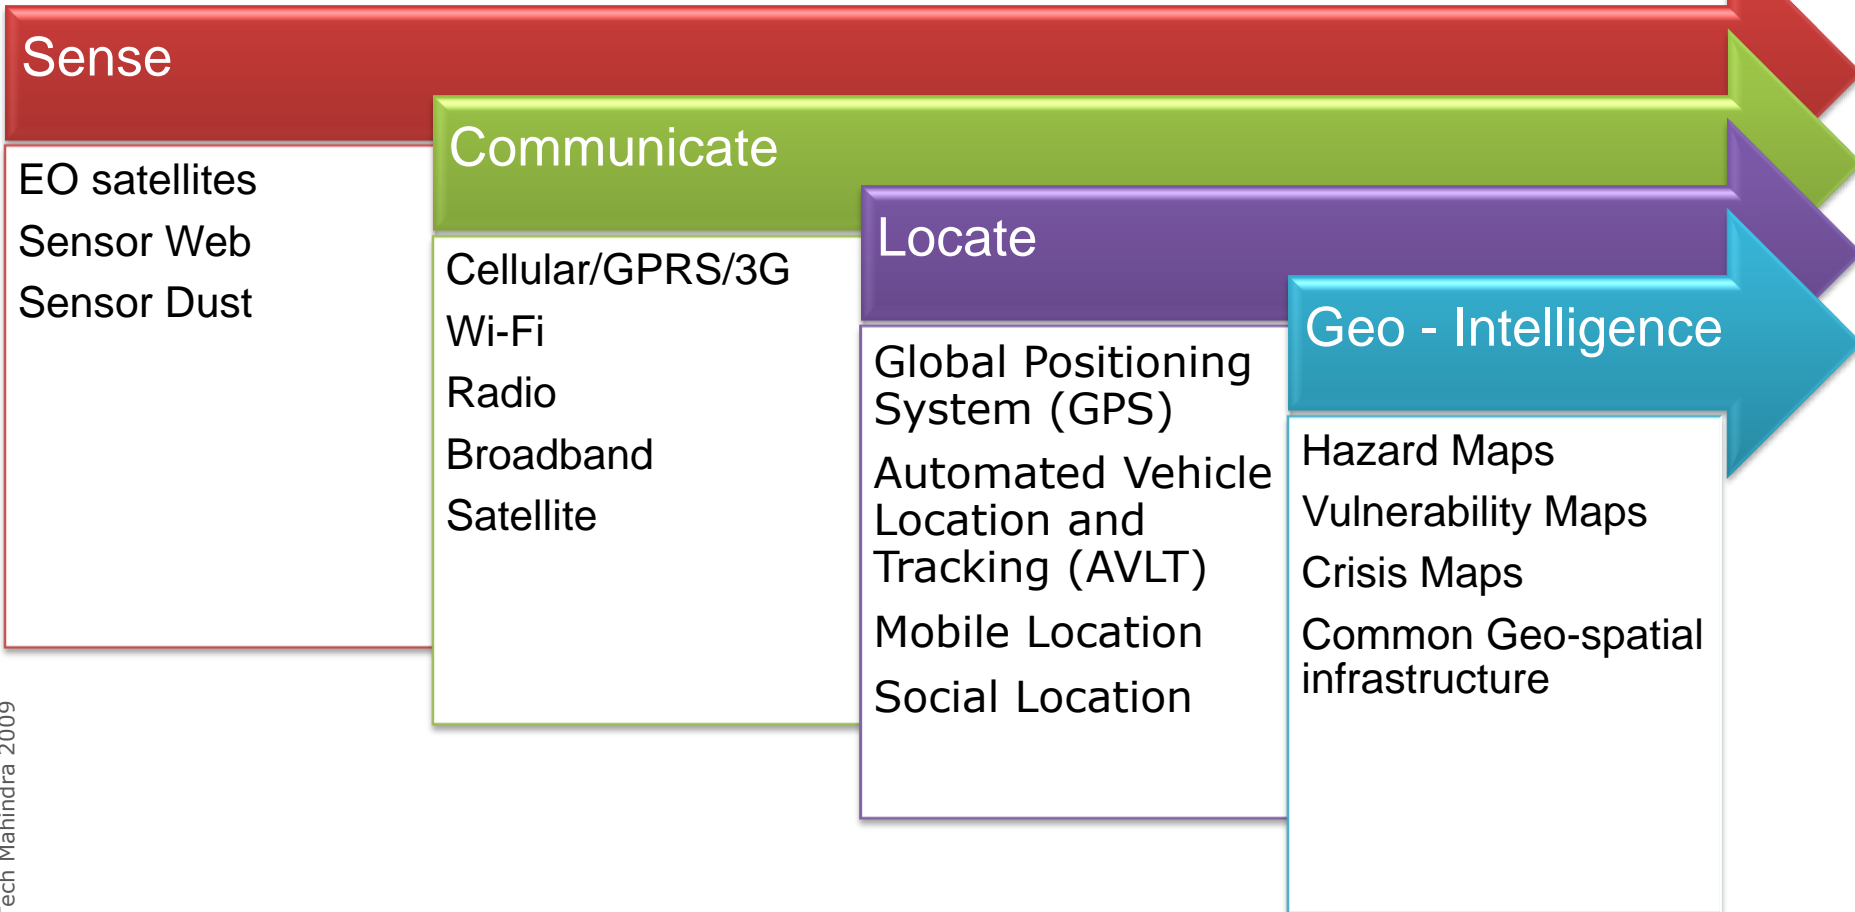 Sense
EO satellites
Sensor Web
Sensor Dust
Communicate
Cellular/GPRS/3G
Wi-Fi
Radio
Broadband
Satellite
Locate
Global Positioning
System (GPS)
Automated Vehicle
Location and
Tracking (AVLT)
Mobile Location
Social Location
Geo - Intelligence
Hazard Maps
Vulnerability Maps
Crisis Maps
Common Geo-spatial
infrastructure
Tech Mahindra 2009